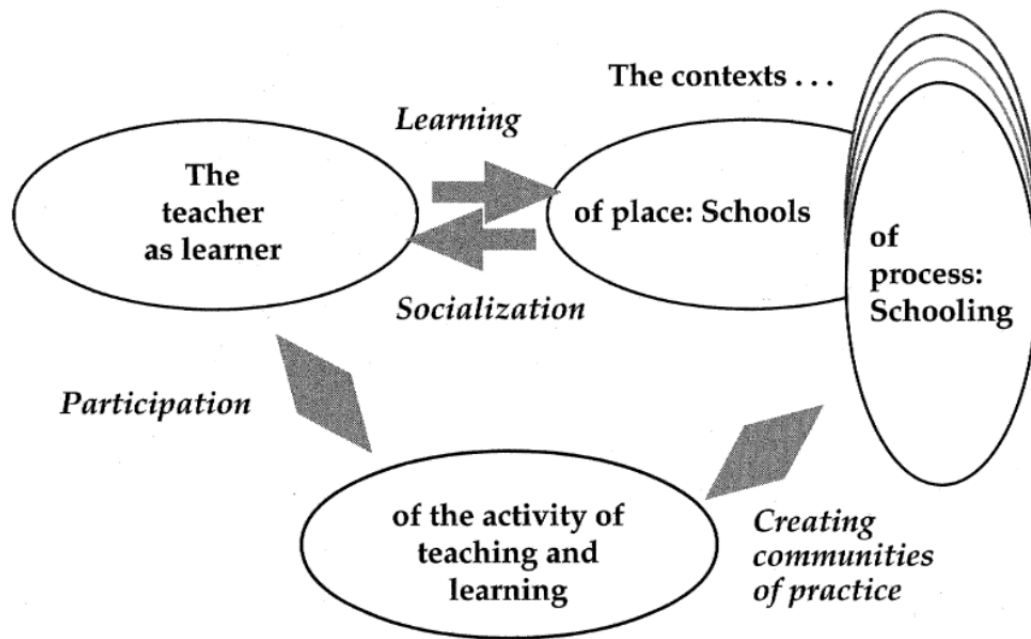 The contexts . . .
Learning
The
teacher
as learner
of place: Schools
of
process:
Schooling
Socialization
Participation
of the activity of
teaching and
learning
Creating
communities
of practice